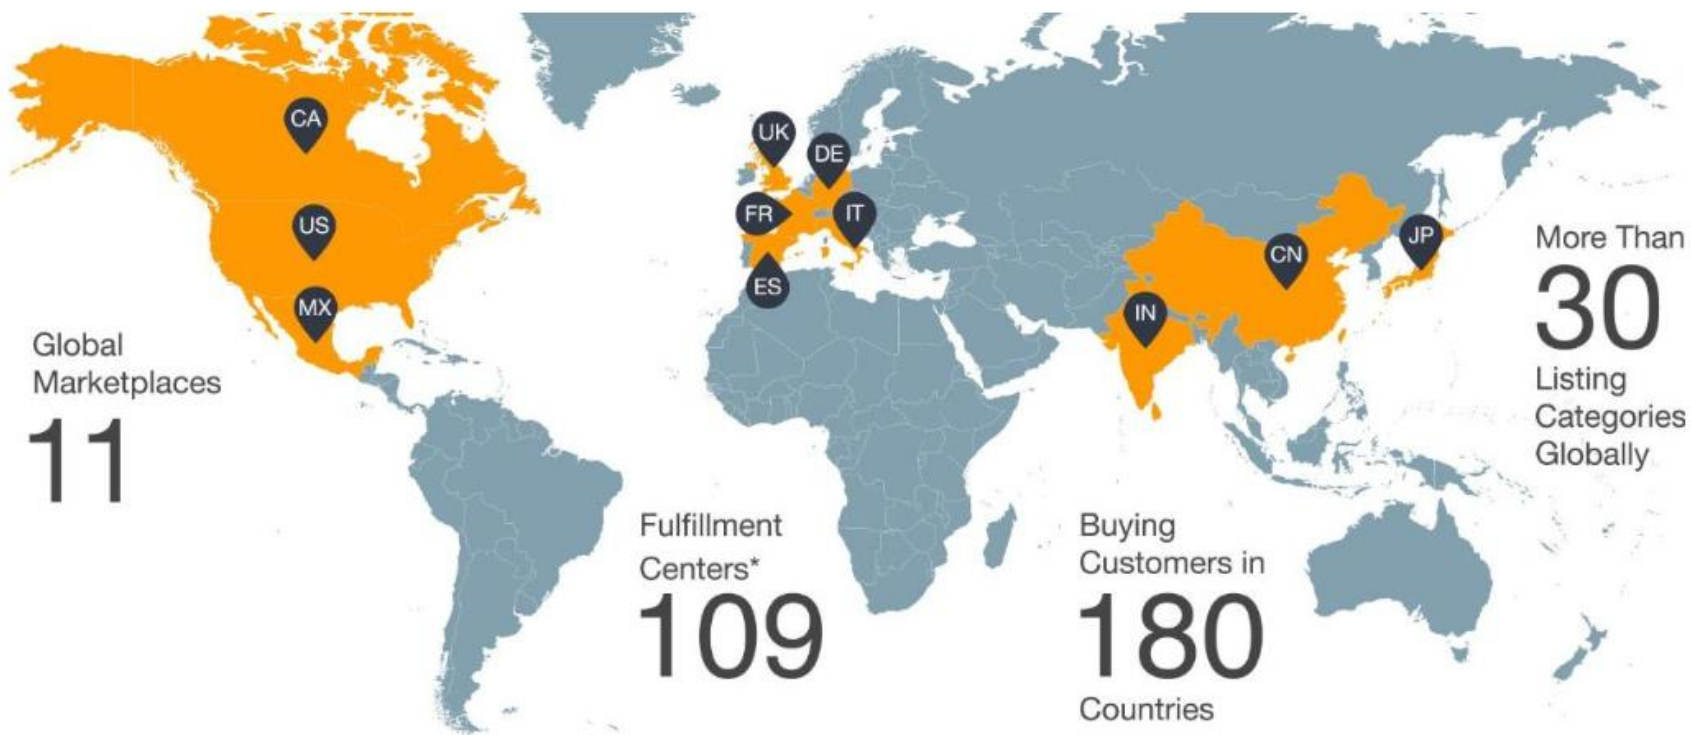 CA
US
MX
UK
DE
FR
IT
ES
CN
JP
IN
Global
Marketplaces
11
Fulfillment
Centers*
109
Buying
Customers in
180
Countries
More Than
30
Listing
Categories
Globally